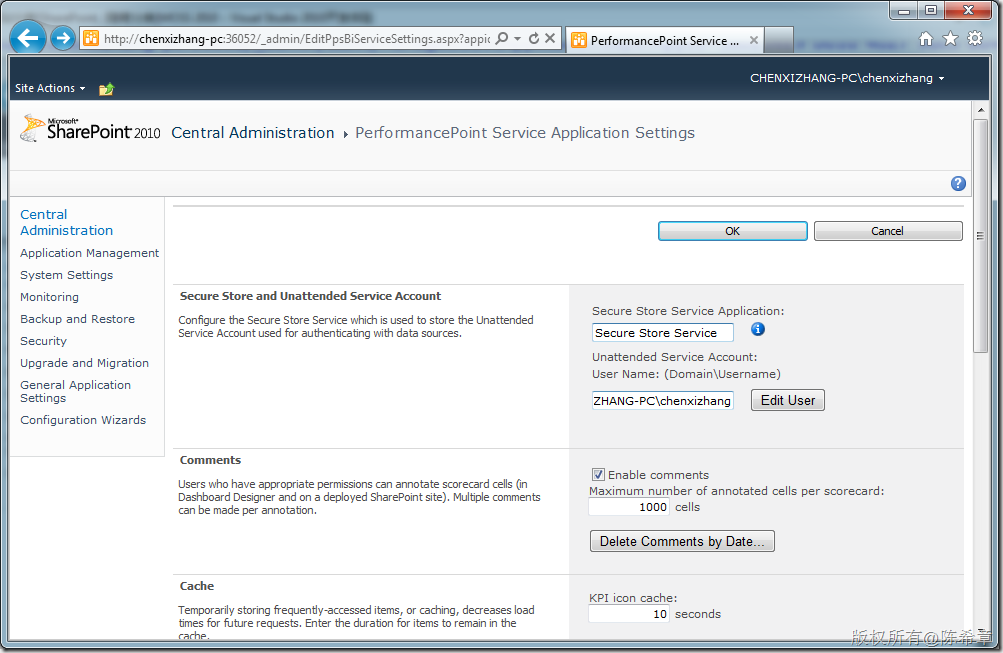 http://chenxizhang-pc:36052/_admin/EditPpsBiServiceSettings.aspx?appic
PerformancePoint Service ...
Site Actions
CHENXIZHANG-PC\chenxizhang
Microsoft
SharePoint 2010
Central Administration
PerformancePoint Service Application Settings
Central
Administration
Application Management
System Settings
Monitoring
Backup and Restore
Security
Upgrade and Migration
General Application
Settings
Configuration Wizards
OK
Cancel
Secure Store and Unattended Service Account
Configure the Secure Store Service which is used to store the Unattended
Service Account used for authenticating with data sources.
Secure Store Service Application:
Secure Store Service
Unattended Service Account:
User Name: (Domain\Username)
ZHANG-PC\chenxizhang
Edit User
Comments
Users who have appropriate permissions can annotate scorecard cells (in
Dashboard Designer and on a deployed SharePoint site). Multiple comments
can be made per annotation.
Enable comments
Maximum number of annotated cells per scorecard:
1000 cells
Delete Comments by Date...
Cache
Temporarily storing frequently-accessed items, or caching, decreases load
times for future requests. Enter the duration for items to remain in the
cache.
KPI icon cache:
10 seconds
版权所有@陈希章